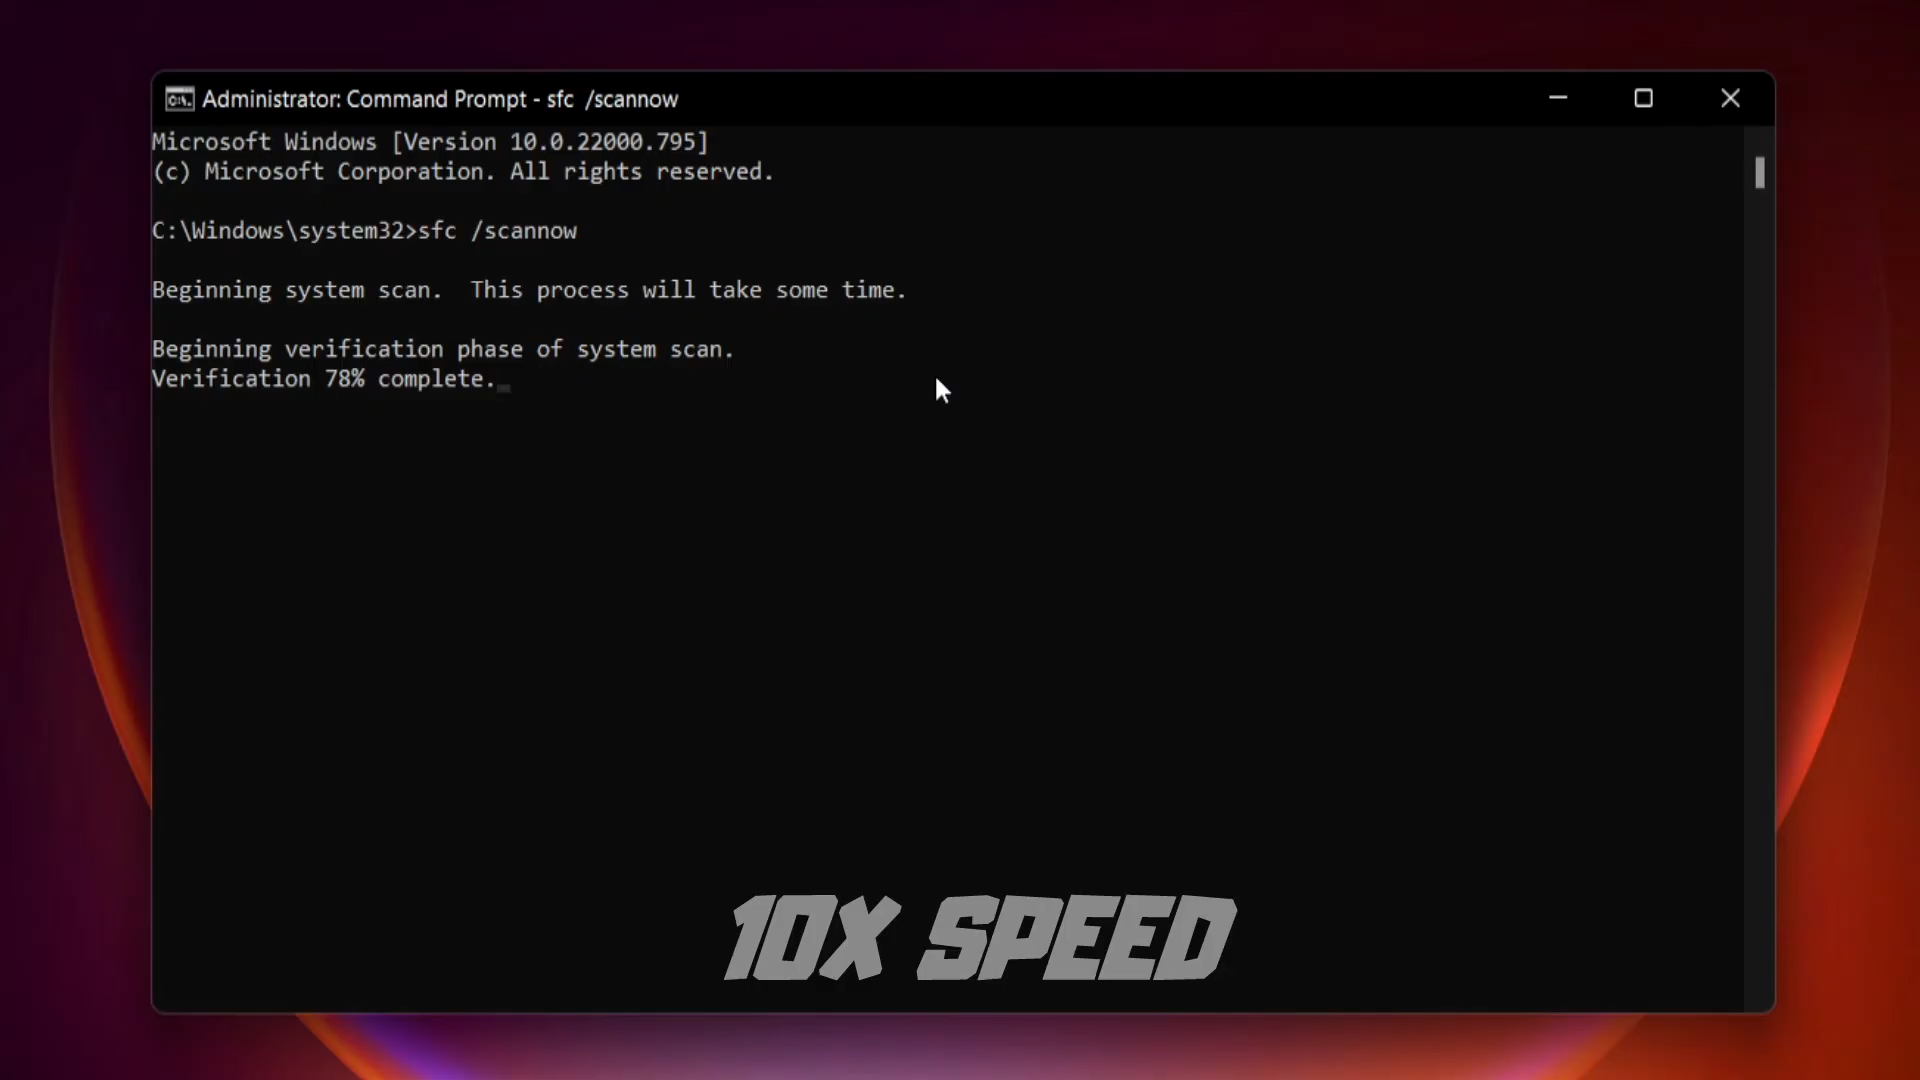 Administrator: Command Prompt - sfc  /scannow
Microsoft Windows [Version 10.0.22000.795]
(c) Microsoft Corporation. All rights reserved.
C:\Windows\system32>sfc /scannow
Beginning system scan.  This process will take some time.
Beginning verification phase of system scan.
Verification 78% complete.
10X SPEED